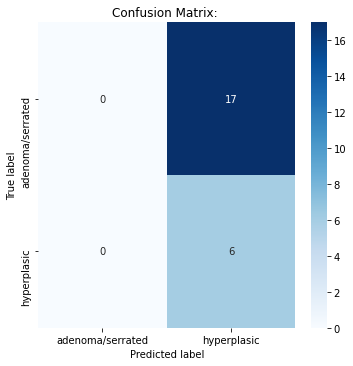 Confusion Matrix:
True label
adenoma/serrated
hyperplasic
0
17
0
6
adenoma/serrated
hyperplasic
Predicted label
16
14
12
10
8
6
4
2
0